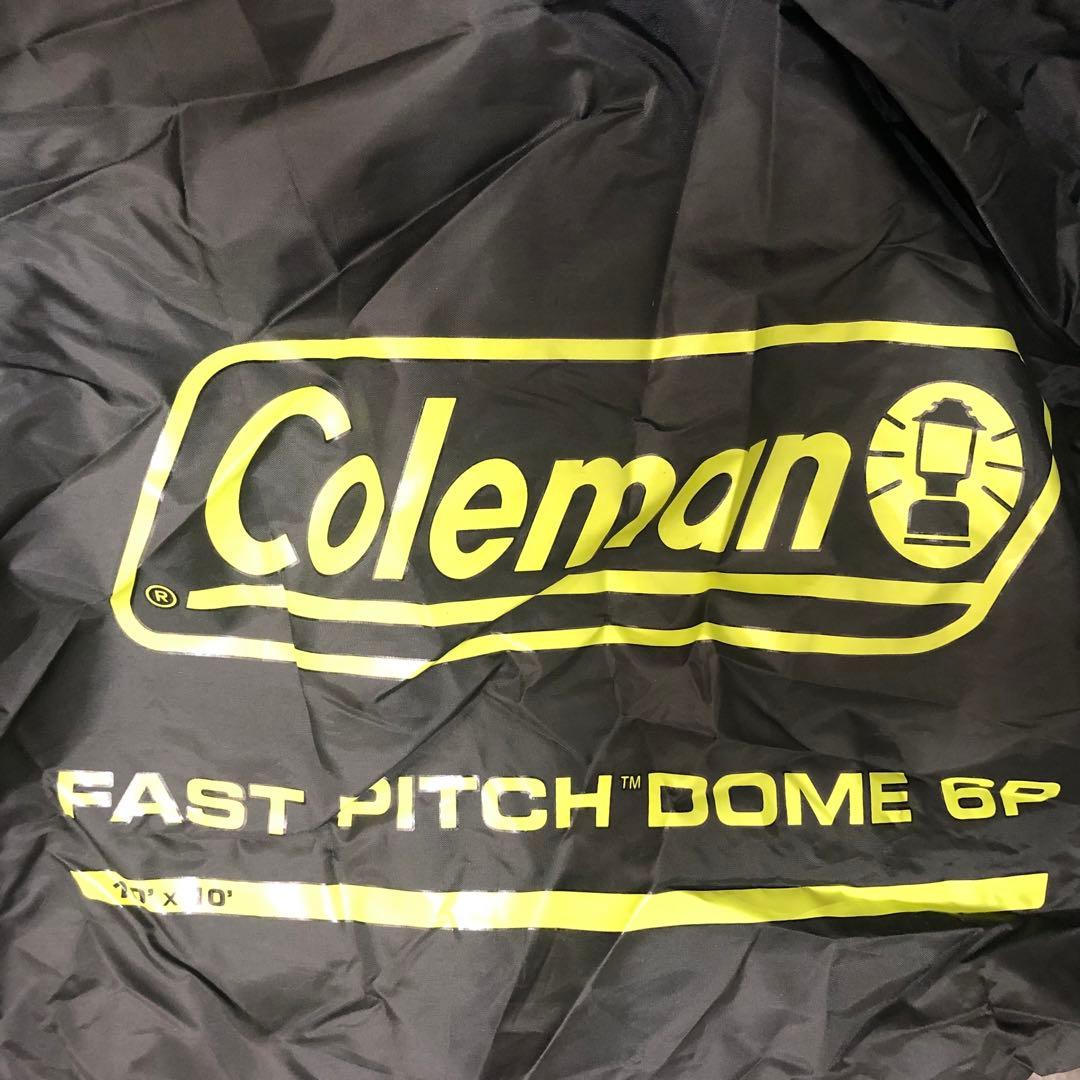 Coleman
®
FAST PITCH™ DOME 6P
10' x 10'